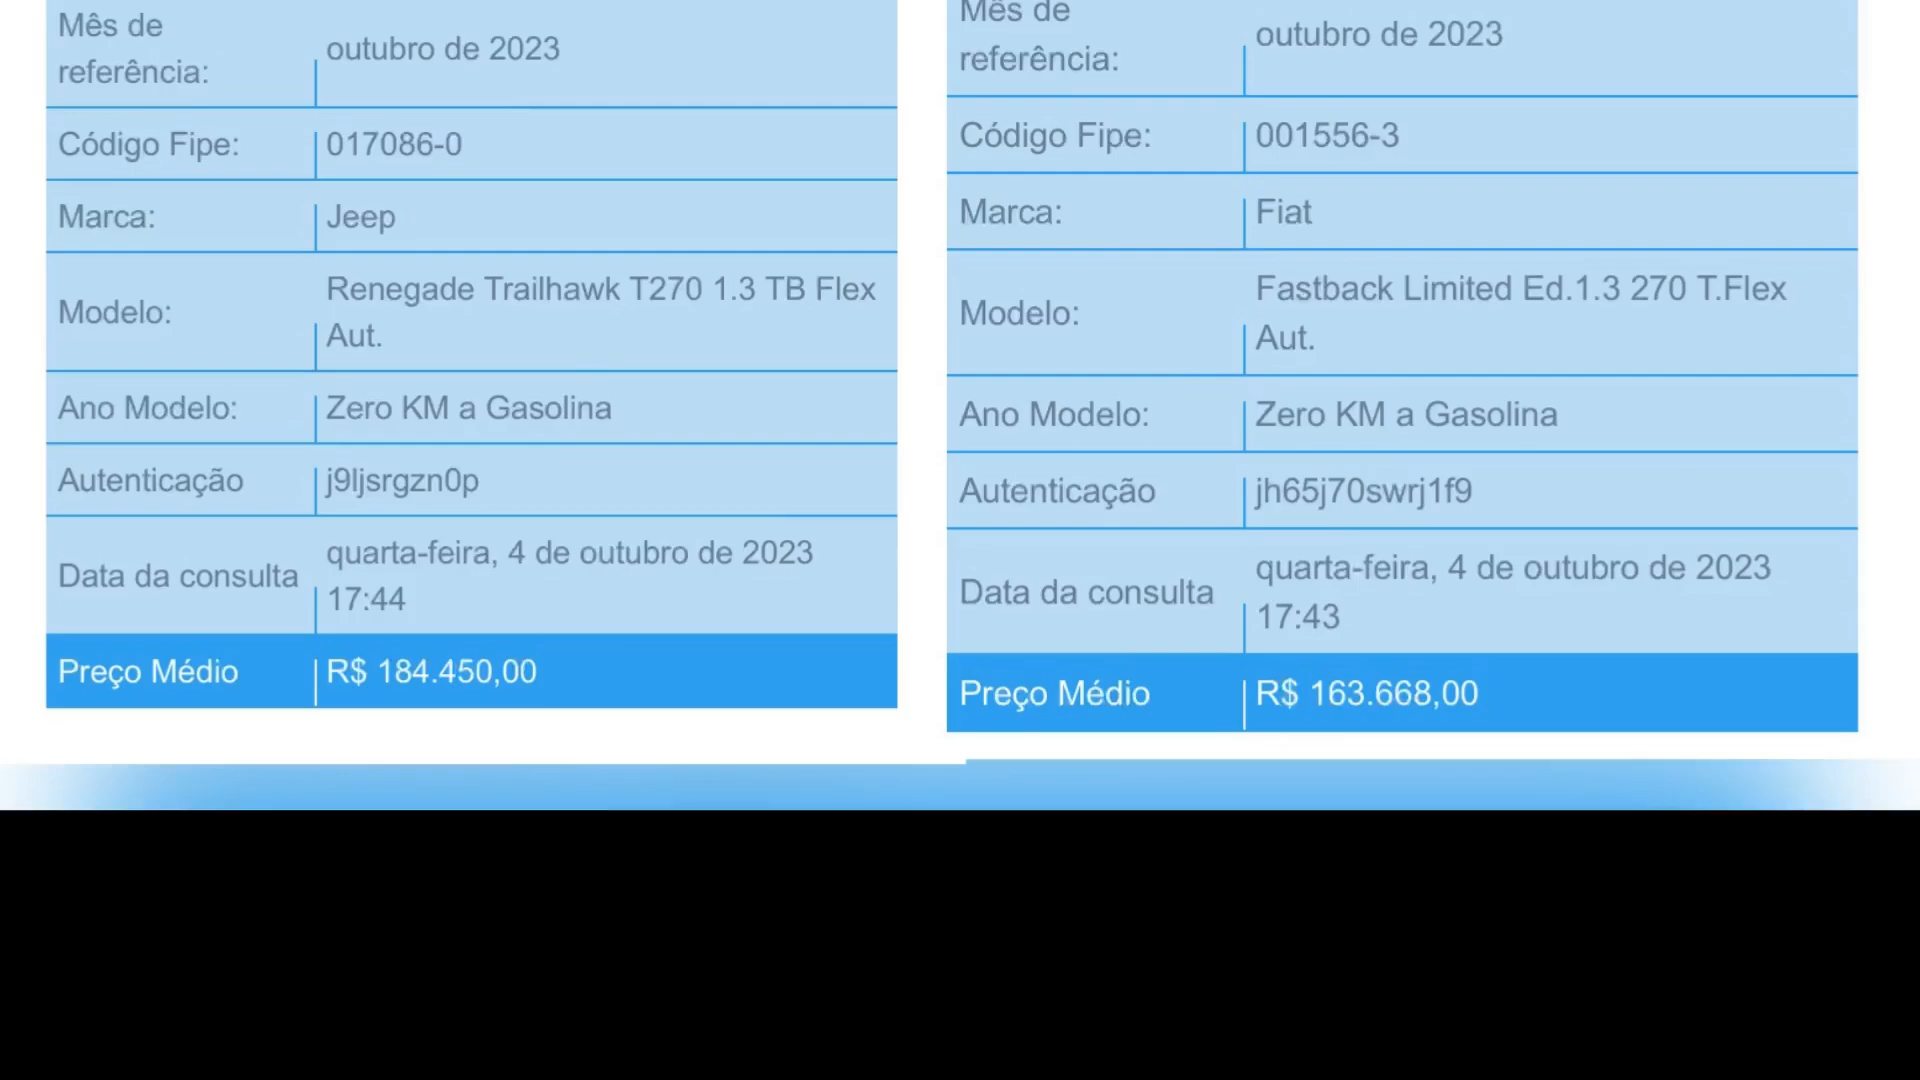 Mês de
referência:
outubro de 2023
Código Fipe:
017086-0
Marca:
Jeep
Modelo:
Renegade Trailhawk T270 1.3 TB Flex
Aut.
Ano Modelo:
Zero KM a Gasolina
Autenticação
j9ljsrgzn0p
Data da consulta
quarta-feira, 4 de outubro de 2023
17:44
Preço Médio
R$ 184.450,00
Mês de
referência:
outubro de 2023
Código Fipe:
001556-3
Marca:
Fiat
Modelo:
Fastback Limited Ed.1.3 270 T.Flex
Aut.
Ano Modelo:
Zero KM a Gasolina
Autenticação
jh65j70swrj1f9
Data da consulta
quarta-feira, 4 de outubro de 2023
17:43
Preço Médio
R$ 163.668,00